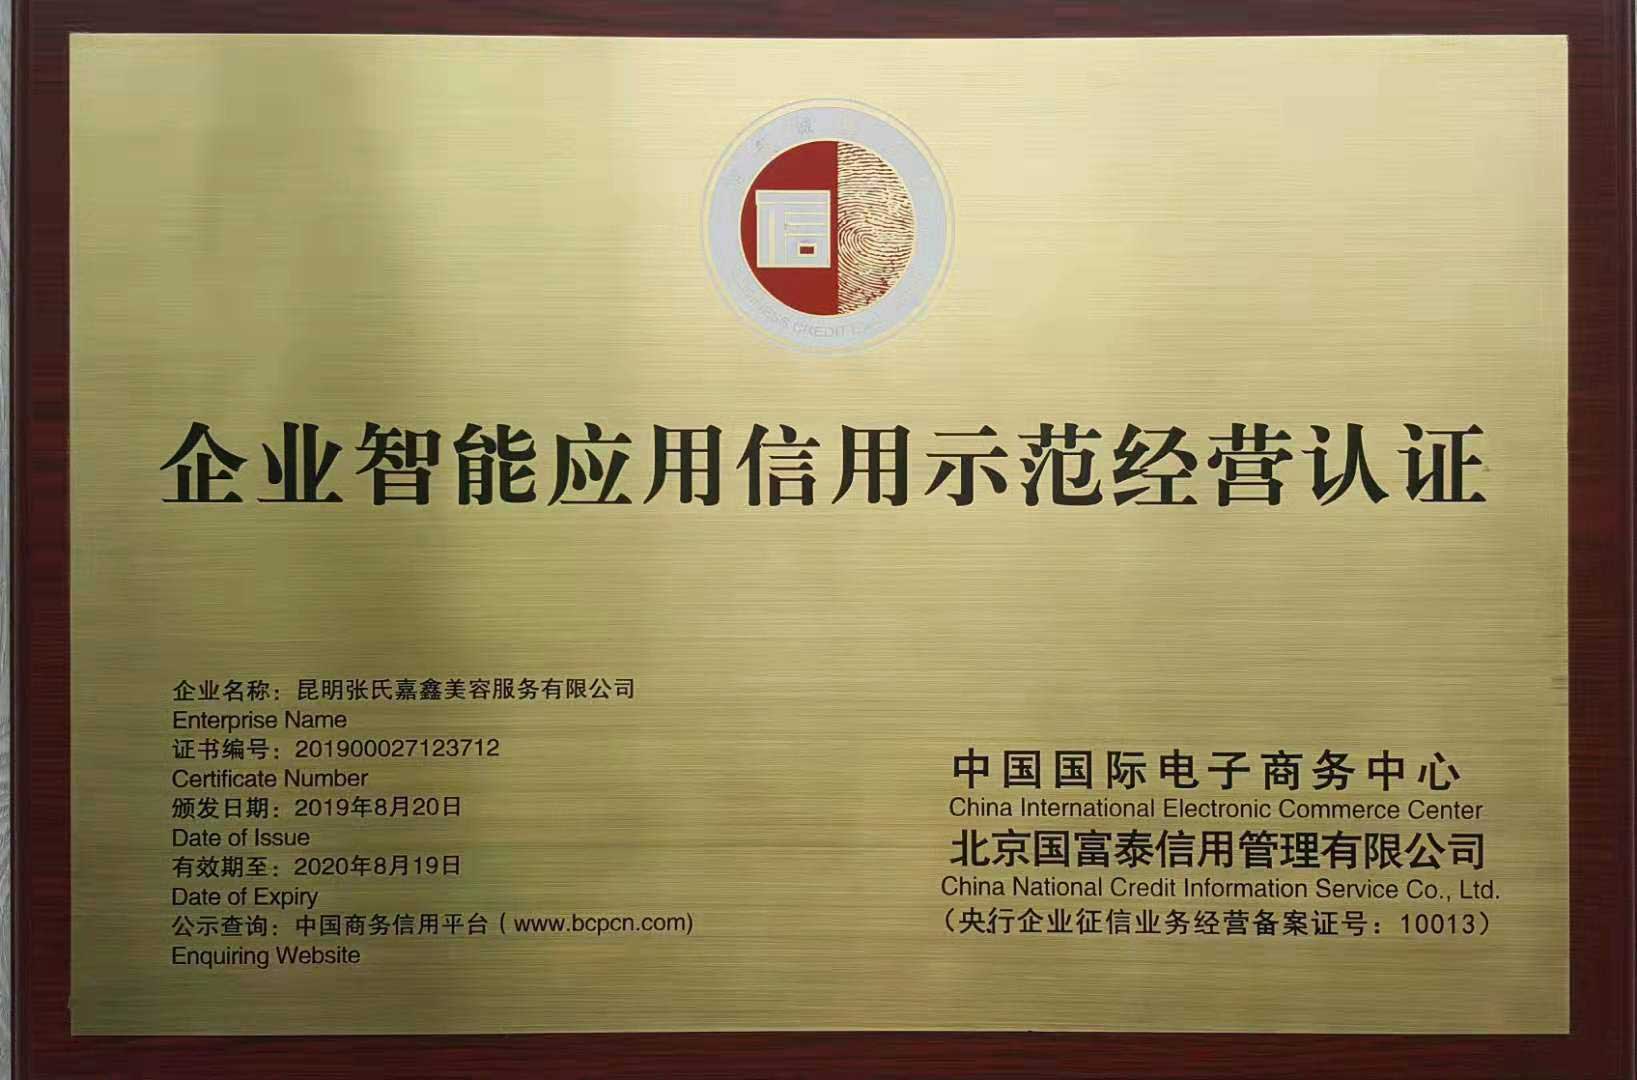 信
CREDIT
企业智能应用信用示范经营认证
企业名称：昆明张氏嘉鑫美容服务有限公司
Enterprise Name
证书编号：201900027123712
Certificate Number
颁发日期：2019年8月20日
Date of Issue
有效期至：2020年8月19日
Date of Expiry
公示查询：中国商务信用平台（www.bcpcn.com)
Enquiring Website
中国国际电子商务中心
China International Electronic Commerce Center
北京国富泰信用管理有限公司
China National Credit Information Service Co., Ltd.
（央行企业征信业务经营备案证号：10013）